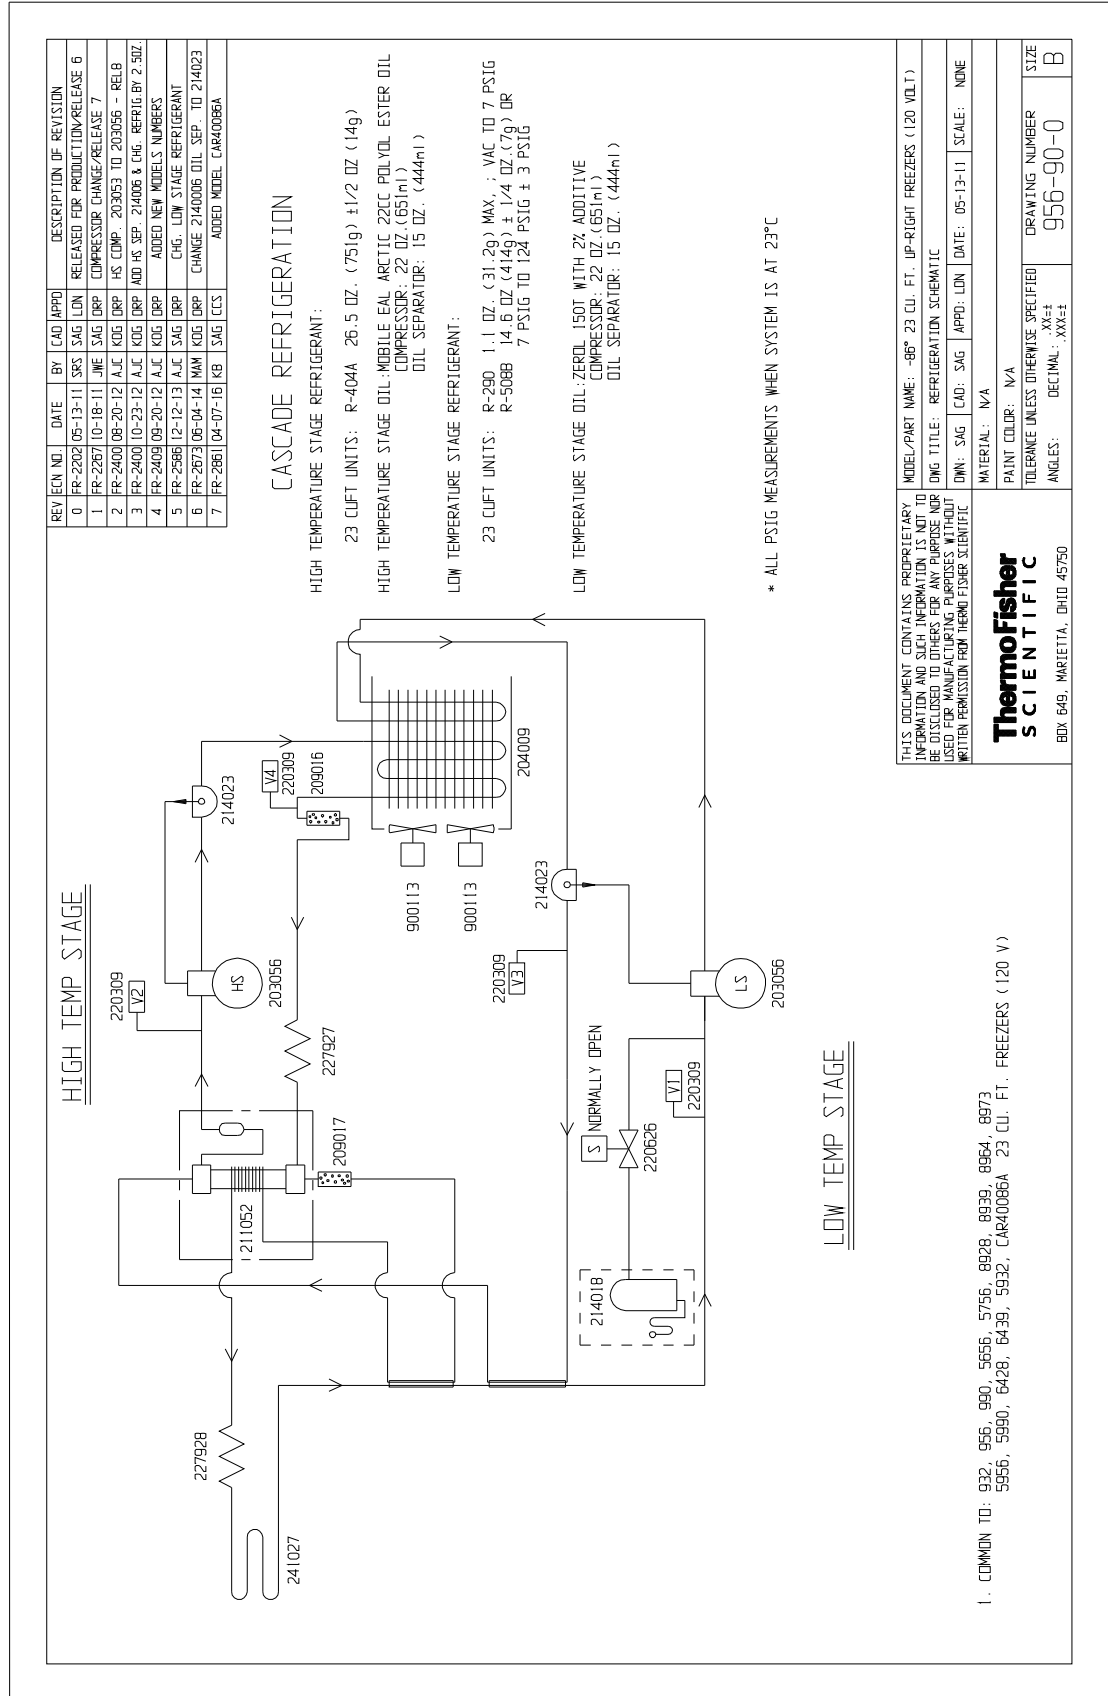 HIGH TEMP STAGE
220309
V2
HS
203056
214023
V4
220309
209016
227927
209017
211052
227928
241027
900113
900113
204009
214023
220309
V3
S NORMALLY OPEN
220626
V1
220309
LS
203056
21401B
LOW TEMP STAGE
1. COMMON TO: 932, 956, 990, 5656, 5756, 8928, 8939, 8964, 8973
5956, 5990, 6428, 6439, 5932, CAR40086A 23 CU. FT. FREEZERS (120 V)
REV ECN NO. DATE BY CAD APPD DESCRIPTION OF REVISION
0 FR-2202 05-13-11 SRS SAG LDN RELEASED FOR PRODUCTION/RELEASE 6
1 FR-2267 10-18-11 JWE SAG DRP COMPRESSOR CHANGE/RELEASE 7
2 FR-2400 08-20-12 AJC KDG DRP HS COMP. 203053 TO 203056 - REL8
3 FR-2400 10-23-12 AJC KDG DRP ADD HS SEP. 214006 & CHG. REFRIG.BY 2.5OZ.
4 FR-2409 09-20-12 AJC KDG DRP ADDED NEW MODELS NUMBERS
5 FR-2586 12-12-13 AJC SAG DRP CHG. LOW STAGE REFRIGERANT
6 FR-2673 06-04-14 MAM KDG DRP CHANGE 2140006 OIL SEP. TO 214023
7 FR-2861 04-07-16 KB SAG CCS ADDED MODEL CAR40086A
CASCADE REFRIGERATION
HIGH TEMPERATURE STAGE REFRIGERANT:
23 CUFT UNITS: R-404A 26.5 OZ. (751g) ±1/2 OZ (14g)
HIGH TEMPERATURE STAGE OIL:MOBILE EAL ARCTIC 22CC POLYOL ESTER OIL
COMPRESSOR: 22 OZ.(651ml)
OIL SEPARATOR: 15 OZ. (444ml)
LOW TEMPERATURE STAGE REFRIGERANT:
23 CUFT UNITS: R-290 1.1 OZ. (31.2g) MAX, ; VAC TO 7 PSIG
R-508B 14.6 OZ (414g) ± 1/4 OZ.(7g) OR
7 PSIG TO 124 PSIG ± 3 PSIG
LOW TEMPERATURE STAGE OIL:ZEROL 150T WITH 2% ADDITIVE
COMPRESSOR: 22 OZ.(651ml)
OIL SEPARATOR: 15 OZ. (444ml)
* ALL PSIG MEASUREMENTS WHEN SYSTEM IS AT 23°C
THIS DOCUMENT CONTAINS PROPRIETARY
INFORMATION AND SUCH INFORMATION IS NOT TO
BE DISCLOSED TO OTHERS FOR ANY PURPOSE NOR
USED FOR MANUFACTURING PURPOSES WITHOUT
WRITTEN PERMISSION FROM THERMO FISHER SCIENTIFIC
ThermoFisher
SCIENTIFIC
BOX 649, MARIETTA, OHIO 45750
MODEL/PART NAME: -86° 23 CU. FT. UP-RIGHT FREEZERS (120 VOLT)
DWG TITLE: REFRIGERATION SCHEMATIC
DWN: SAG CAD: SAG APPD: LDN DATE: 05-13-11 SCALE: NONE
MATERIAL: N/A
PAINT COLOR: N/A
TOLERANCE UNLESS OTHERWISE SPECIFIED
ANGLES: DECIMAL: .XX=±
.XXX=±
DRAWING NUMBER
956-90-0
SIZE
B